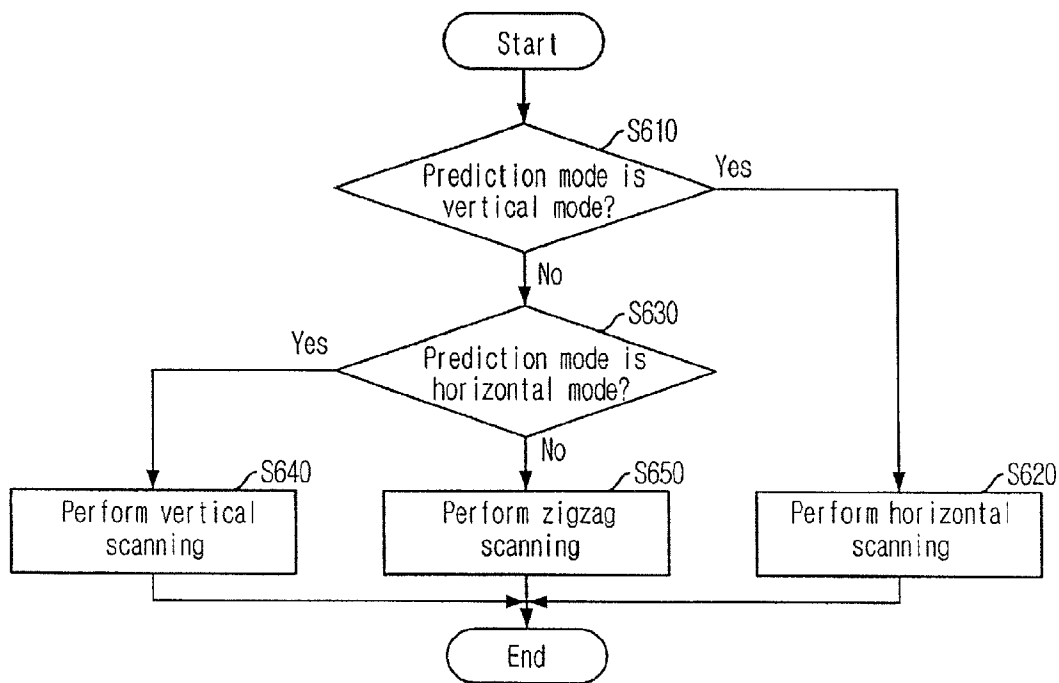 Start
S610
Prediction mode is
vertical mode?
Yes
No
S630
Prediction mode is
horizontal mode?
Yes
No
S640
Perform vertical
scanning
S650
Perform zigzag
scanning
S620
Perform horizontal
scanning
End